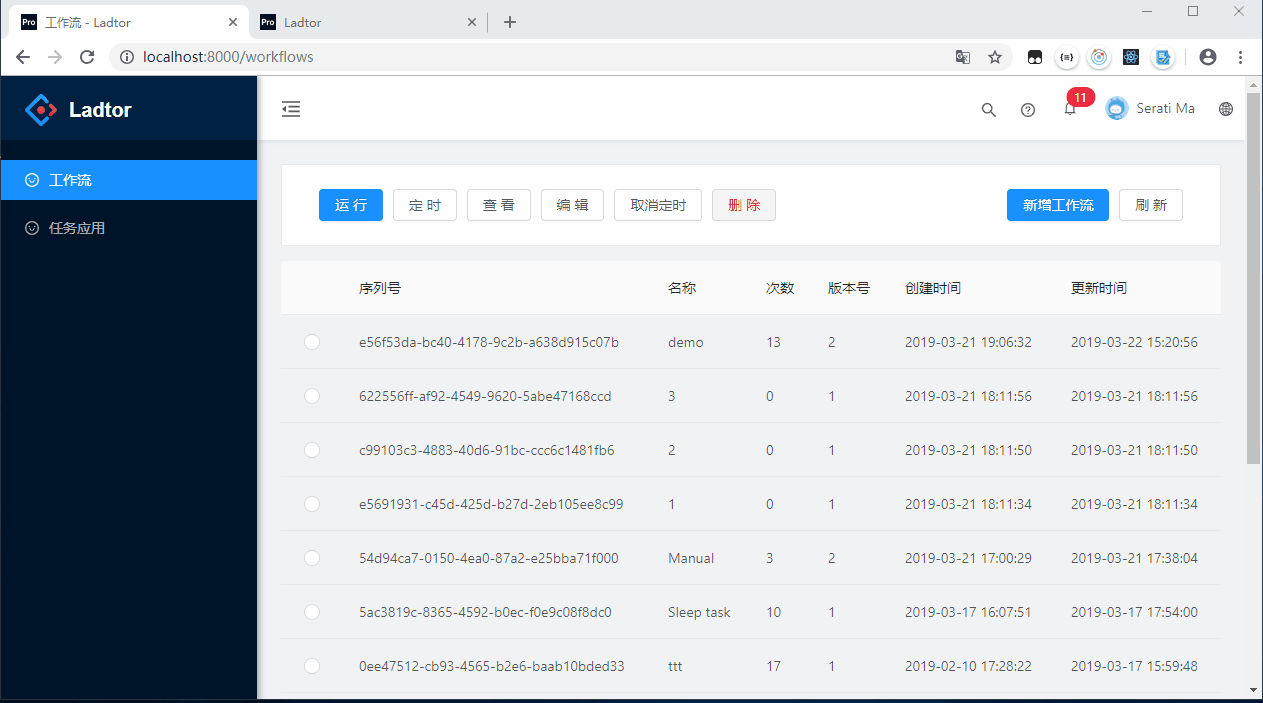 Pro 工作流 - Ladtor
Pro Ladtor
localhost:8000/workflows
Ladtor
11
Serati Ma
工作流
任务应用
运 行 定 时 查 看 编 辑 取消定时 删 除 新增工作流 刷 新
序列号 名称 次数 版本号 创建时间 更新时间
e56f53da-bc40-4178-9c2b-a638d915c07b demo 13 2 2019-03-21 19:06:32 2019-03-22 15:20:56
622556ff-af92-4549-9620-5abe47168ccd 3 0 1 2019-03-21 18:11:56 2019-03-21 18:11:56
c99103c3-4883-40d6-91bc-ccc6c1481fb6 2 0 1 2019-03-21 18:11:50 2019-03-21 18:11:50
e5691931-c45d-425d-b27d-2eb105ee8c99 1 0 1 2019-03-21 18:11:34 2019-03-21 18:11:34
54d94ca7-0150-4ea0-87a2-e25bba71f000 Manual 3 2 2019-03-21 17:00:29 2019-03-21 17:38:04
5ac3819c-8365-4592-b0ec-f0e9c08f8dc0 Sleep task 10 1 2019-03-17 16:07:51 2019-03-17 17:54:00
0ee47512-cb93-4565-b2e6-baab10bded33 ttt 17 1 2019-02-10 17:28:22 2019-03-17 15:59:48